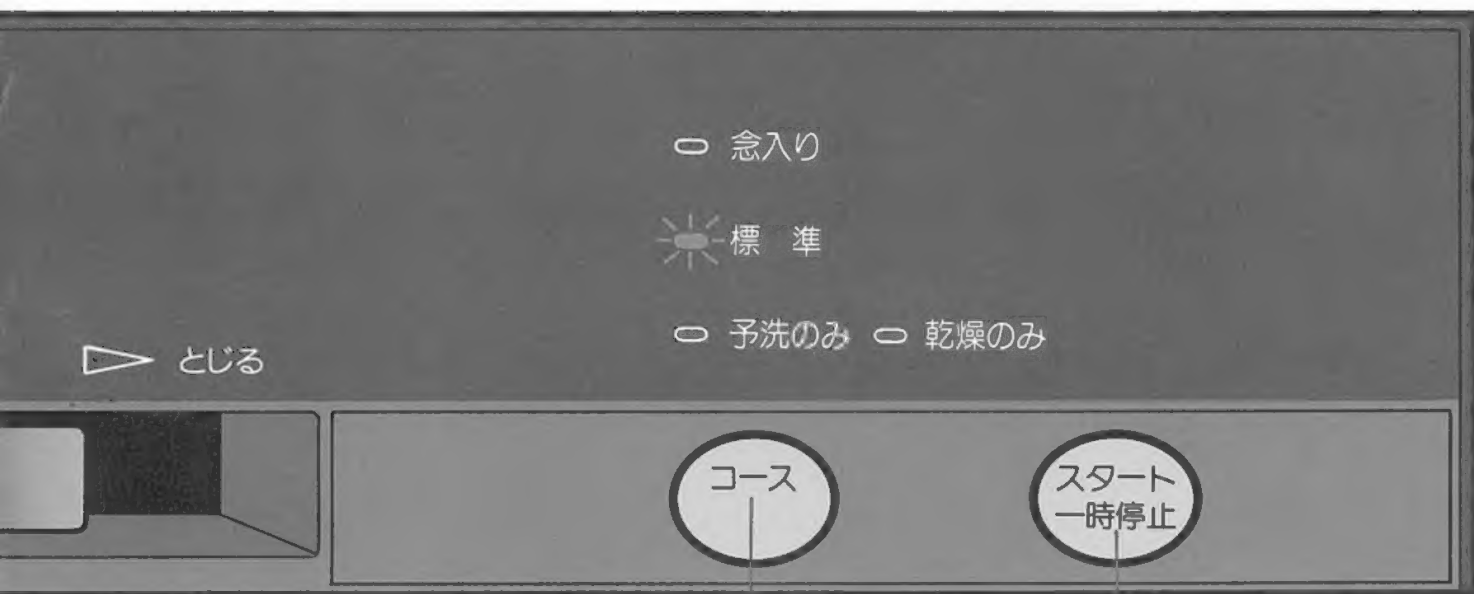 念入り
標 準
予洗のみ 乾燥のみ
とじる
コース
スタート
一時停止